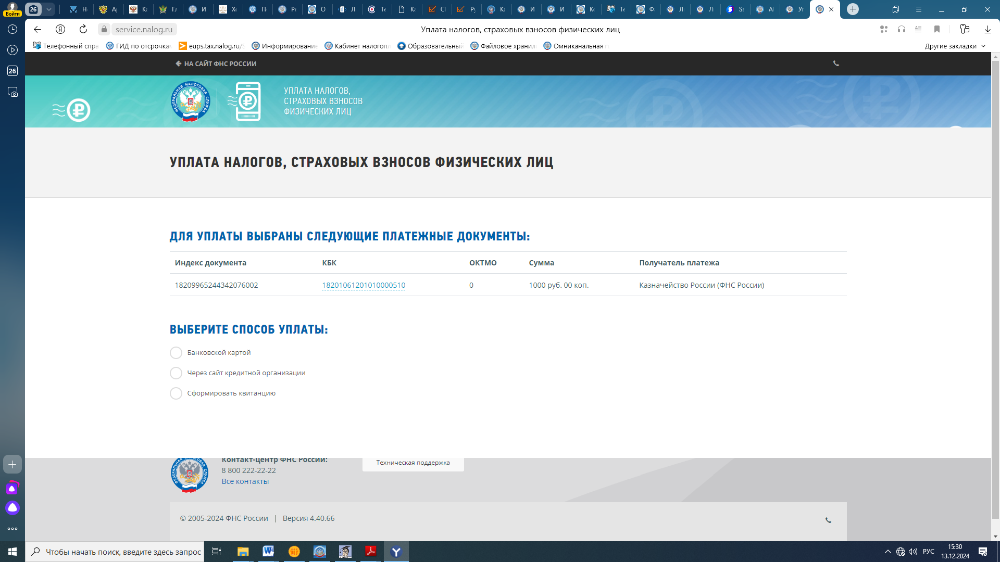 26
Войти
service.nalog.ru
Уплата налогов, страховых взносов физических лиц
Телефонный спра
ГИД по отсрочкам
eups.tax.nalog.ru/S
Информирование
Кабинет налогопл
Образовательный
Файловое хранил
Омниканальная п
Другие закладки
26
НА САЙТ ФНС РОССИИ
ФЕДЕРАЛЬНАЯ НАЛОГОВАЯ СЛУЖБА
УПЛАТА НАЛОГОВ,
СТРАХОВЫХ ВЗНОСОВ
ФИЗИЧЕСКИХ ЛИЦ
УПЛАТА НАЛОГОВ, СТРАХОВЫХ ВЗНОСОВ ФИЗИЧЕСКИХ ЛИЦ
ДЛЯ УПЛАТЫ ВЫБРАНЫ СЛЕДУЮЩИЕ ПЛАТЕЖНЫЕ ДОКУМЕНТЫ:
Индекс документа КБК ОКТМО Сумма Получатель платежа
18209965244342076002 18201061201010000510 0 1000 руб. 00 коп. Казначейство России (ФНС России)
ВЫБЕРИТЕ СПОСОБ УПЛАТЫ:
Банковской картой
Через сайт кредитной организации
Сформировать квитанцию
Контакт-центр ФНС России:
8 800 222-22-22
Все контакты
Техническая поддержка
© 2005-2024 ФНС России | Версия 4.40.66
Чтобы начать поиск, введите здесь запрос
РУС
15:30
13.12.2024